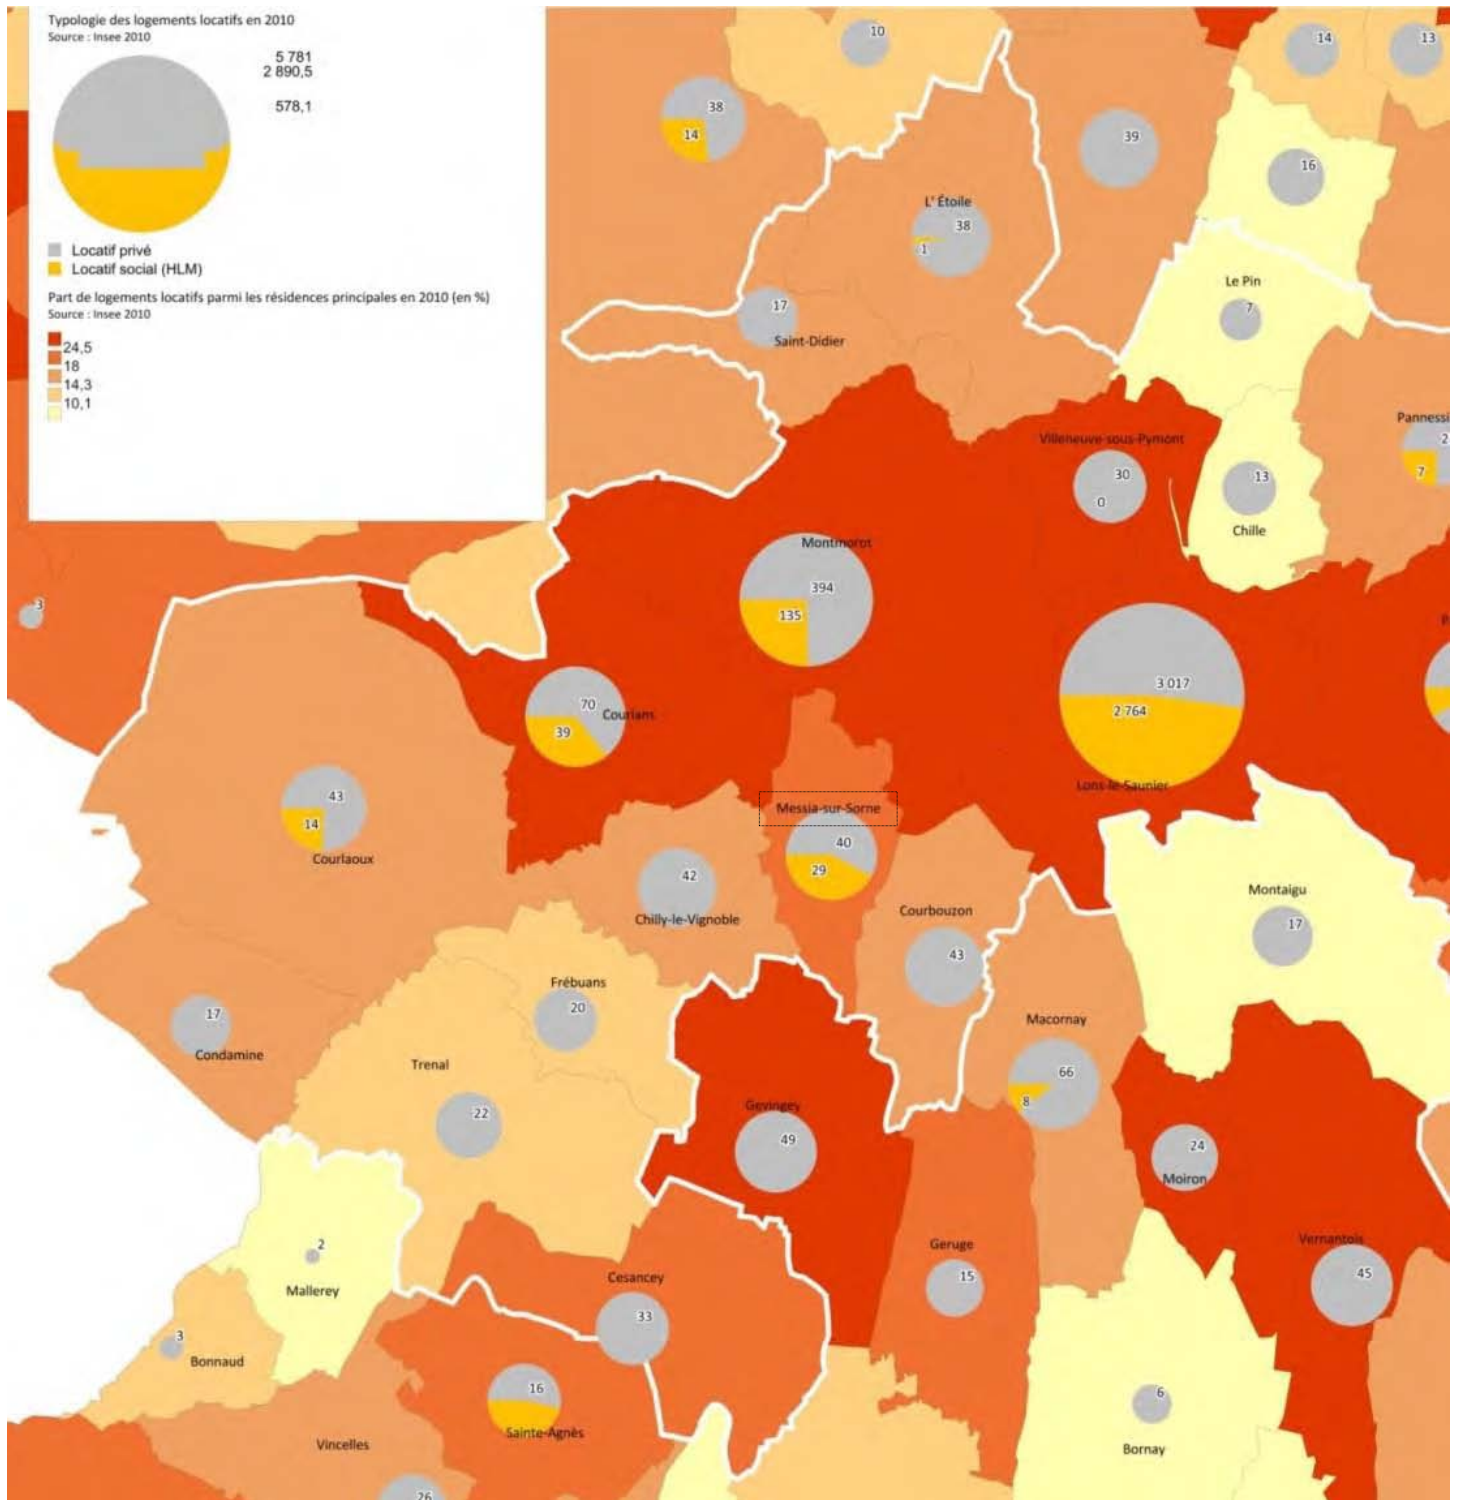 Typologie des logements locatifs en 2010
Source : Insee 2010
5 781
2 890,5
578,1
Locatif privé
Locatif social (HLM)
Part de logements locatifs parmi les résidences principales en 2010 (en %)
Source : Insee 2010
24,5
18
14,3
10,1
10
14
13
38
14
39
16
L' Étoile
38
1
Le Pin
7
17
Saint-Didier
Villeneuve-sous-Pymont
30
0
13
Chille
Pannessi
2
7
Montmorot
394
135
3
3 017
2 764
Lons-le-Saunier
P
70
Courlans
39
43
14
Courlaoux
Messia-sur-Sorne
40
29
42
Chilly-le-Vignoble
Courbouzon
43
Montaigu
17
Frébuans
20
17
Condamine
Macornay
66
8
Trenal
22
Gevingey
49
24
Moiron
2
Mallerey
Geruge
15
Vernantois
45
Cesancey
33
3
Bonnaud
16
Sainte-Agnès
6
Bornay
Vincelles
26